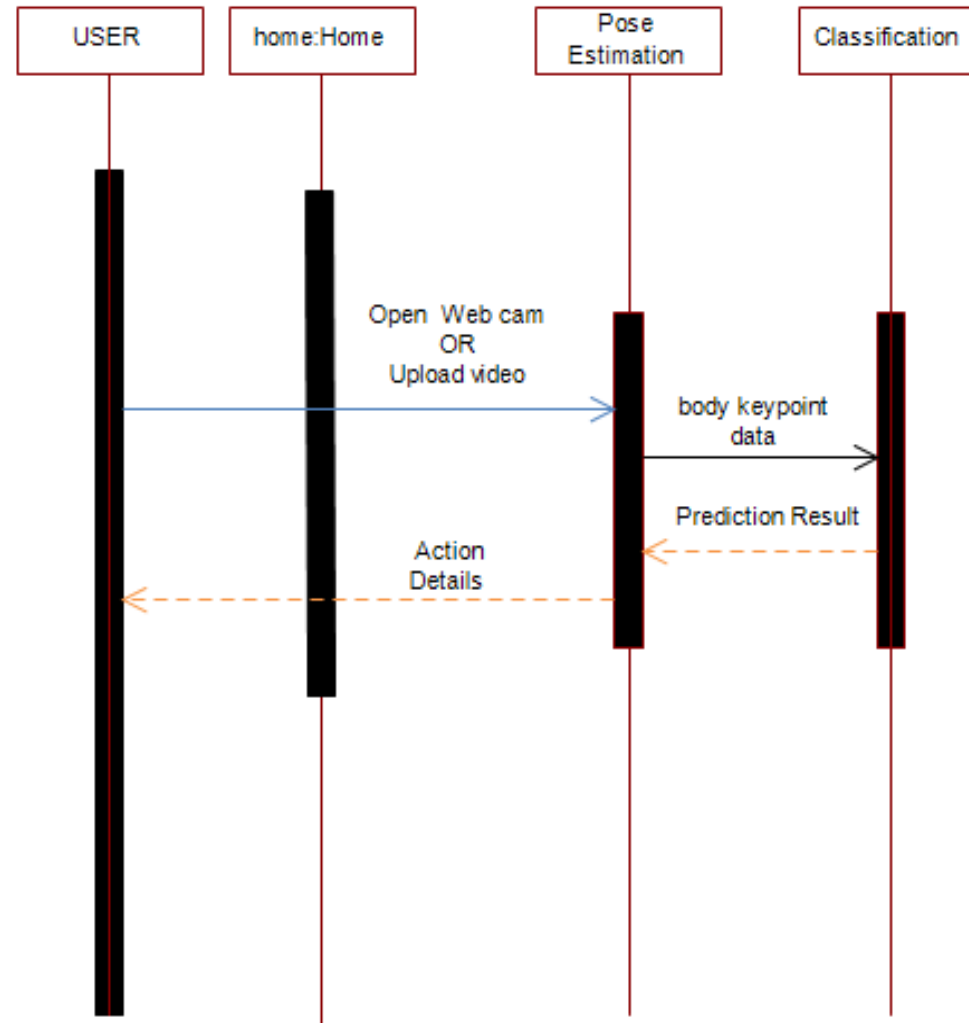 USER
home:Home
Pose
Estimation
Classification
Open Web cam
OR
Upload video
body keypoint
data
Prediction Result
Action
Details